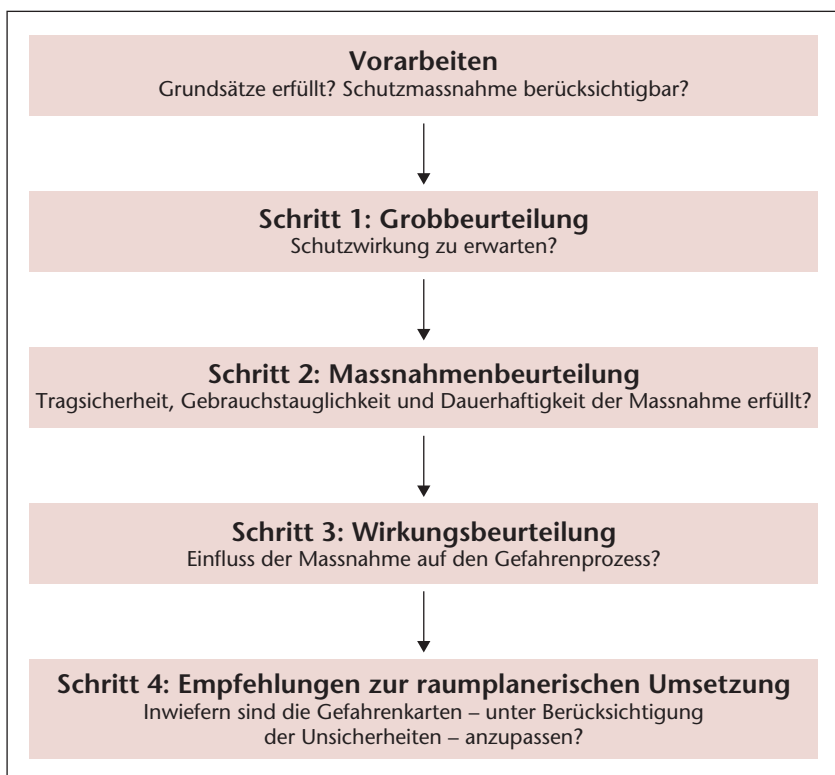 Vorarbeiten
Grundsätze erfüllt? Schutzmassnahme berücksichtigbar?
Schritt 1: Grobbeurteilung
Schutzwirkung zu erwarten?
Schritt 2: Massnahmenbeurteilung
Tragsicherheit, Gebrauchstauglichkeit und Dauerhaftigkeit der Massnahme erfüllt?
Schritt 3: Wirkungsbeurteilung
Einfluss der Massnahme auf den Gefahrenprozess?
Schritt 4: Empfehlungen zur raumplanerischen Umsetzung
Inwiefern sind die Gefahrenkarten – unter Berücksichtigung
der Unsicherheiten – anzupassen?